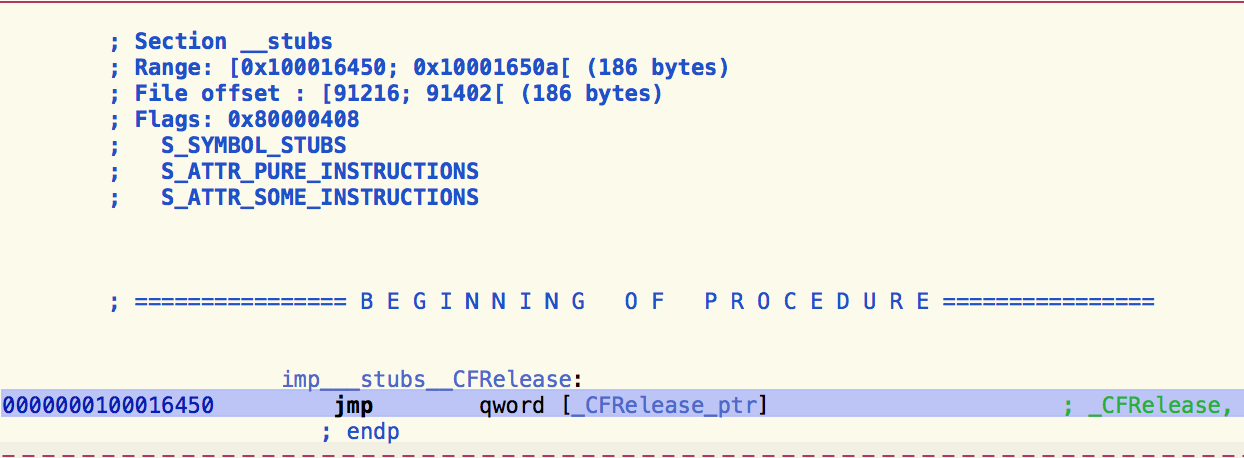 ; Section __stubs
; Range: [0x100016450; 0x10001650a[ (186 bytes)
; File offset : [91216; 91402[ (186 bytes)
; Flags: 0x80000408
;   S_SYMBOL_STUBS
;   S_ATTR_PURE_INSTRUCTIONS
;   S_ATTR_SOME_INSTRUCTIONS
; ================ B E G I N N I N G   O F   P R O C E D U R E ================
imp___stubs__CFRelease:
0000000100016450 jmp qword [_CFRelease_ptr] ; _CFRelease,
; endp